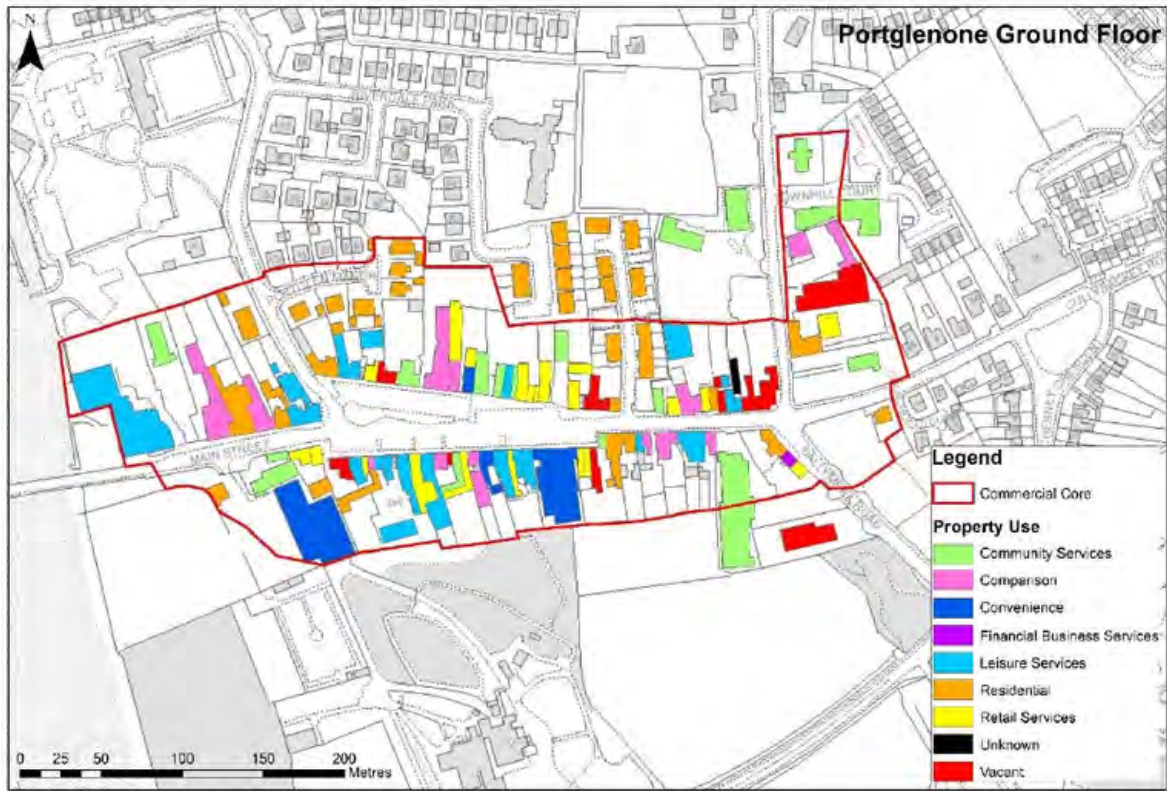 N
Portglenone Ground Floor
MAIN STREET
Legend
Commercial Core
Property Use
Community Services
Comparison
Convenience
Financial Business Services
Leisure Services
Residential
Retail Services
Unknown
Vacant
0 25 50 100 150 200
Metres